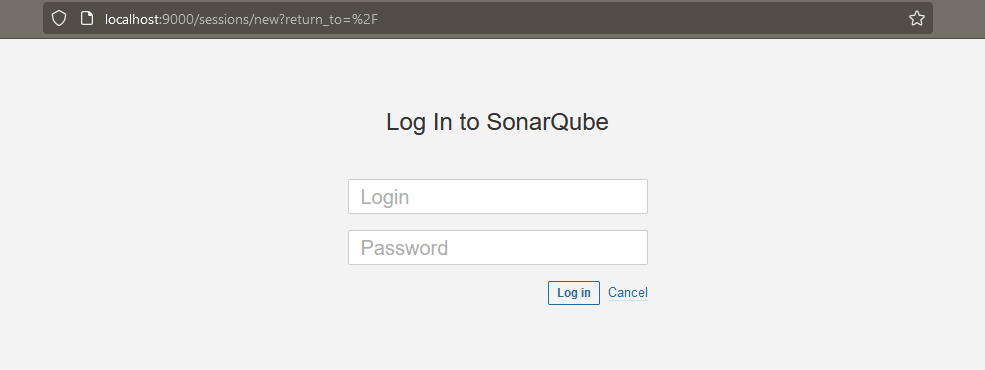 localhost:9000/sessions/new?return_to=%2F
Log In to SonarQube
Login
Password
Log in Cancel